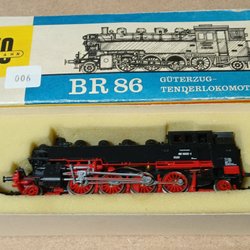 006
BR 86
GÜTERZUG-
TENDERLOKOMOT